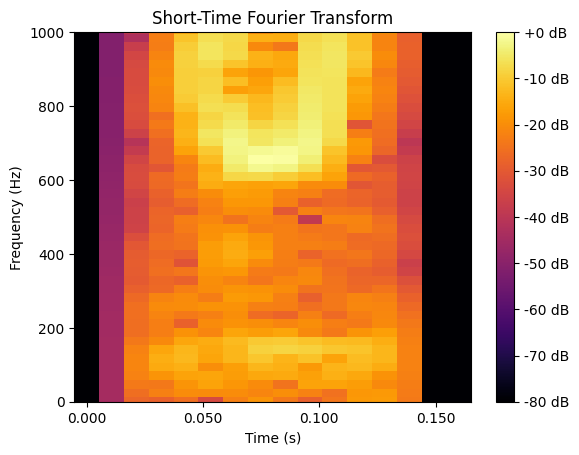 Short-Time Fourier Transform
1000
800
600
400
200
0
Frequency (Hz)
0.000
0.050
0.100
0.150
Time (s)
+0 dB
-10 dB
-20 dB
-30 dB
-40 dB
-50 dB
-60 dB
-70 dB
-80 dB